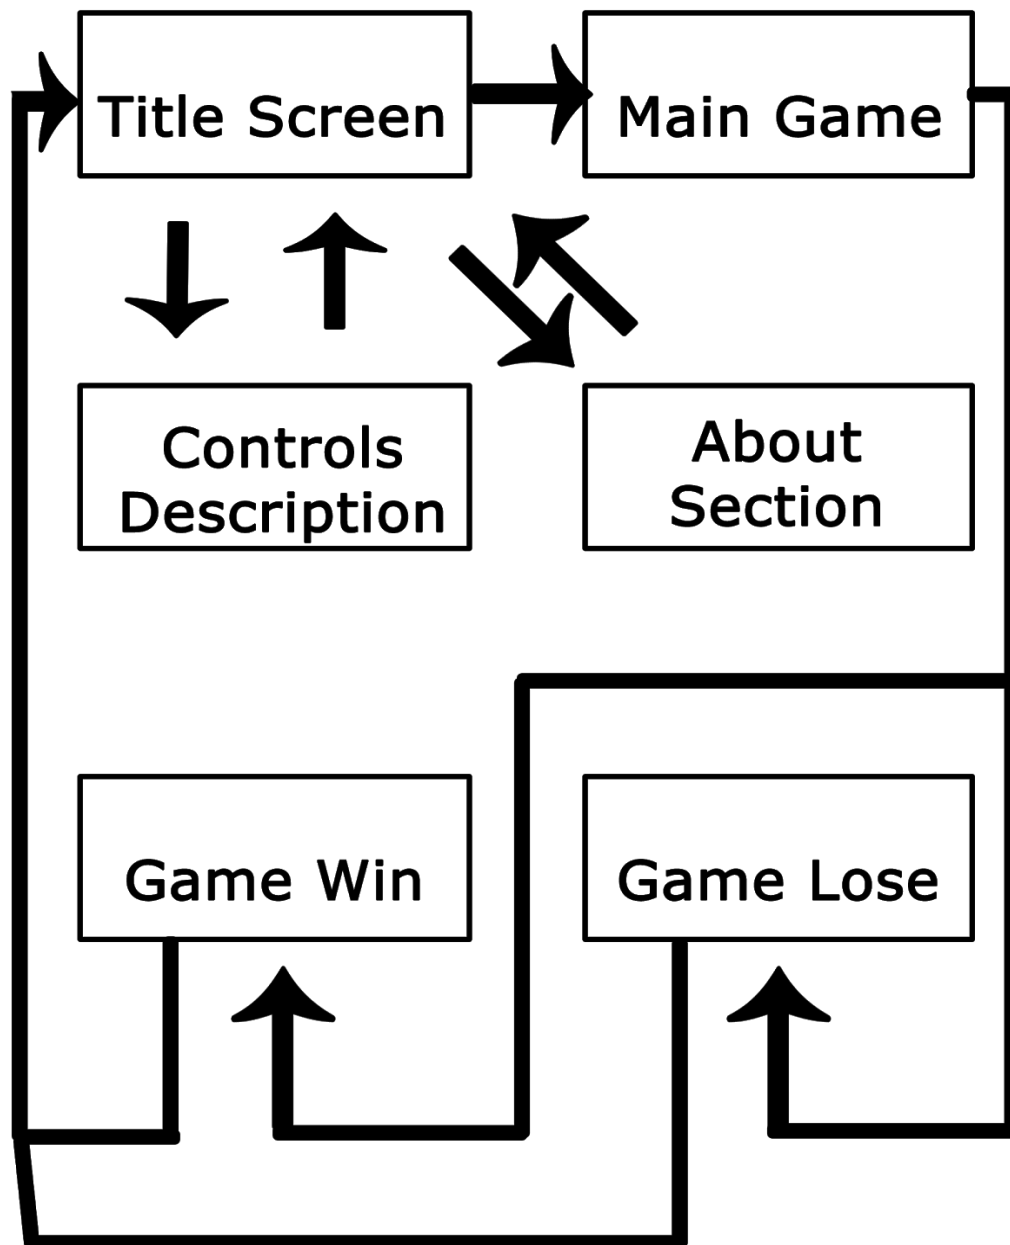 Title Screen
Main Game
Controls
Description
About
Section
Game Win
Game Lose